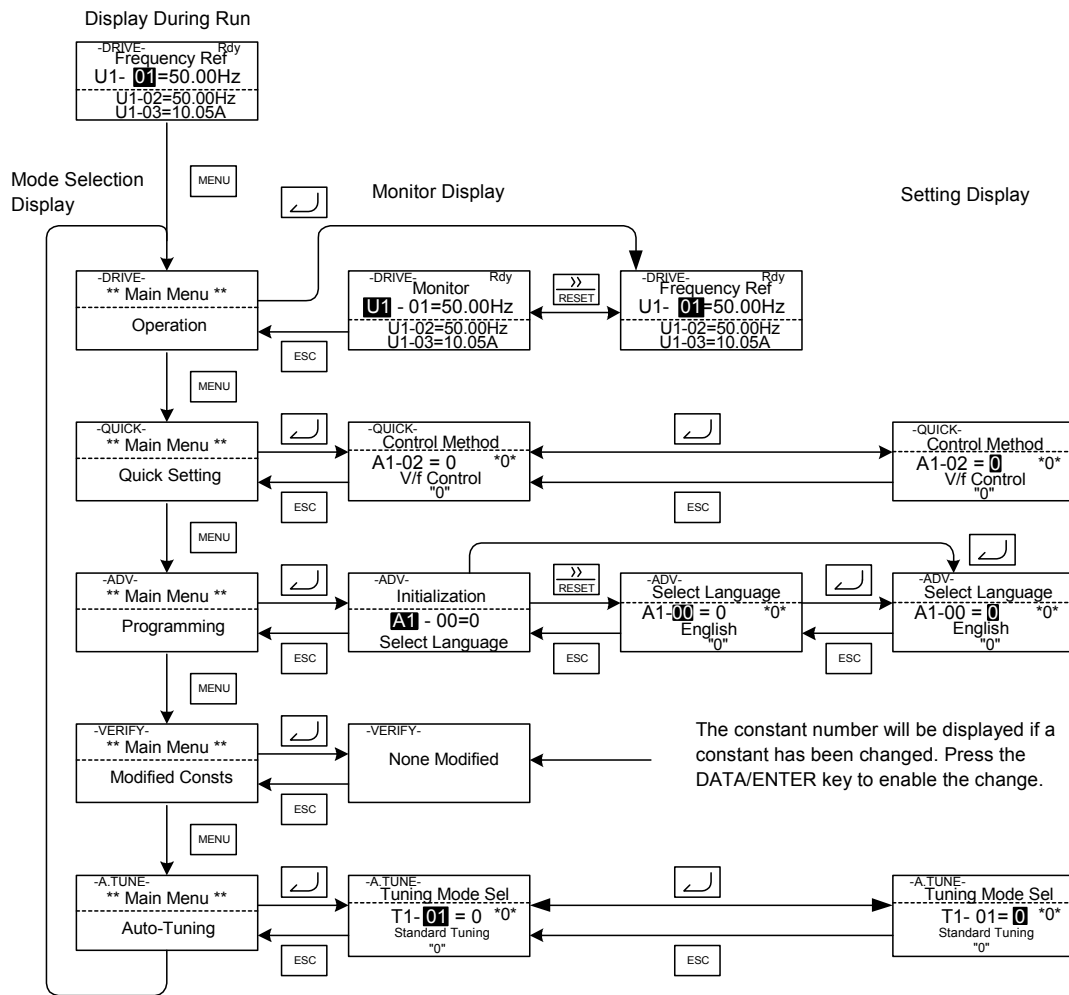 Display During Run
-DRIVE- Rdy
Frequency Ref
U1- 01=50.00Hz
U1-02=50.00Hz
U1-03=10.05A
MENU
Mode Selection
Display
Monitor Display
Setting Display
-DRIVE-
** Main Menu **
Operation
-DRIVE- Rdy
Monitor
U1 - 01=50.00Hz
U1-02=50.00Hz
U1-03=10.05A
>>
RESET
-DRIVE- Rdy
Frequency Ref
U1- 01=50.00Hz
U1-02=50.00Hz
U1-03=10.05A
ESC
MENU
-QUICK-
** Main Menu **
Quick Setting
-QUICK-
Control Method
A1-02 = 0 *0*
V/f Control
"0"
-QUICK-
Control Method
A1-02 = 0 *0*
V/f Control
"0"
ESC
ESC
MENU
-ADV-
** Main Menu **
Programming
-ADV-
Initialization
A1 - 00=0
Select Language
>>
RESET
-ADV-
Select Language
A1-00 = 0 *0*
English
"0"
-ADV-
Select Language
A1-00 = 0 *0*
English
"0"
ESC
ESC
ESC
MENU
-VERIFY-
** Main Menu **
Modified Consts
-VERIFY-
None Modified
The constant number will be displayed if a
constant has been changed. Press the
DATA/ENTER key to enable the change.
ESC
MENU
-A.TUNE-
** Main Menu **
Auto-Tuning
-A.TUNE-
Tuning Mode Sel
T1- 01 = 0 *0*
Standard Tuning
"0"
-A.TUNE-
Tuning Mode Sel
T1- 01= 0 *0*
Standard Tuning
"0"
ESC
ESC